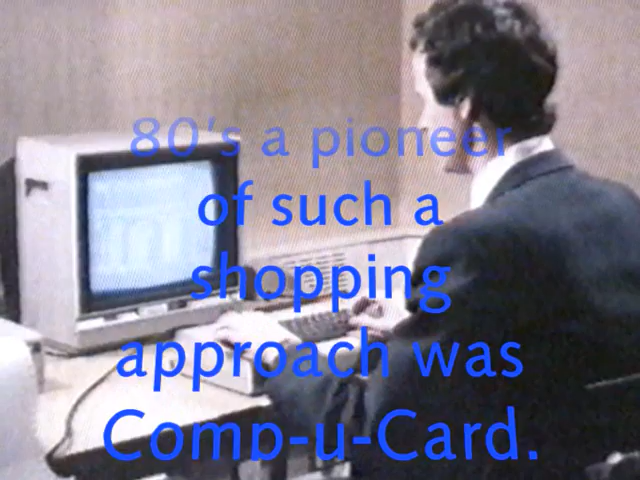 80's a pioneer
of such a
shopping
approach was
Comp-u-Card.